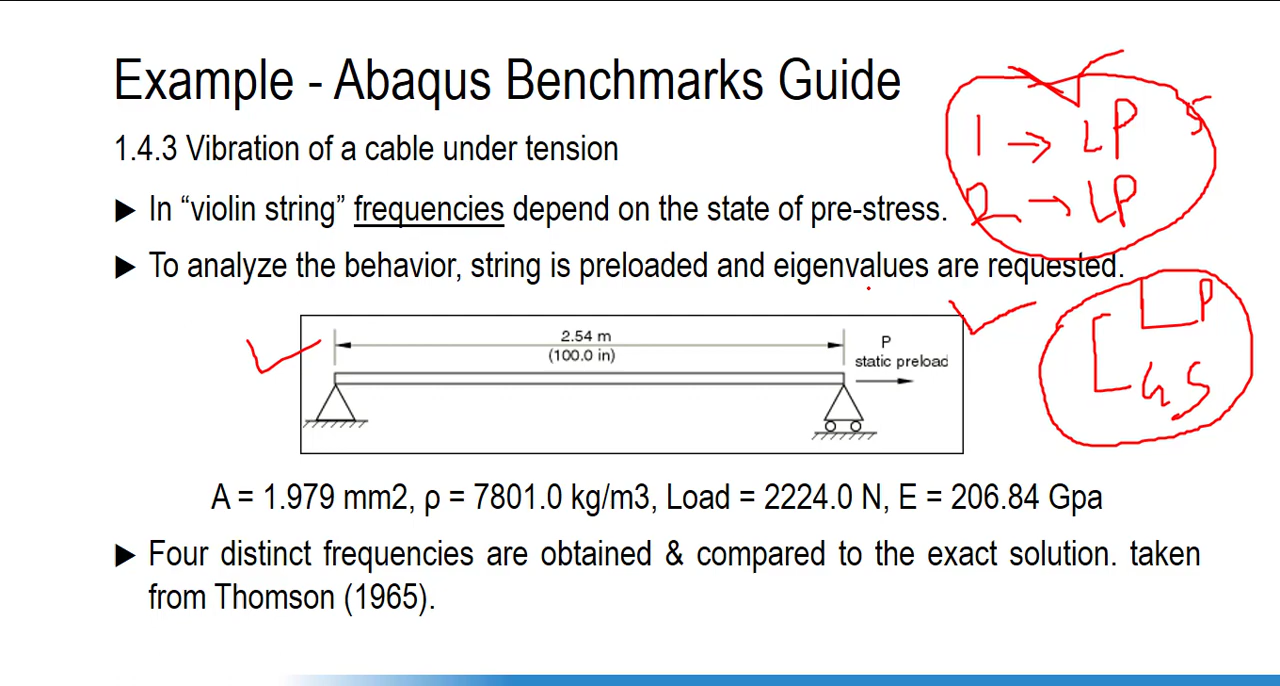 Example - Abaqus Benchmarks Guide
1.4.3 Vibration of a cable under tension
1 → LP
▶ In “violin string” frequencies depend on the state of pre-stress.
2 → LP
▶ To analyze the behavior, string is preloaded and eigenvalues are requested.
LP
2.54 m
(100.0 in)
P
static preload
A = 1.979 mm2, ρ = 7801.0 kg/m3, Load = 2224.0 N, E = 206.84 Gpa
▶ Four distinct frequencies are obtained & compared to the exact solution. taken
from Thomson (1965).